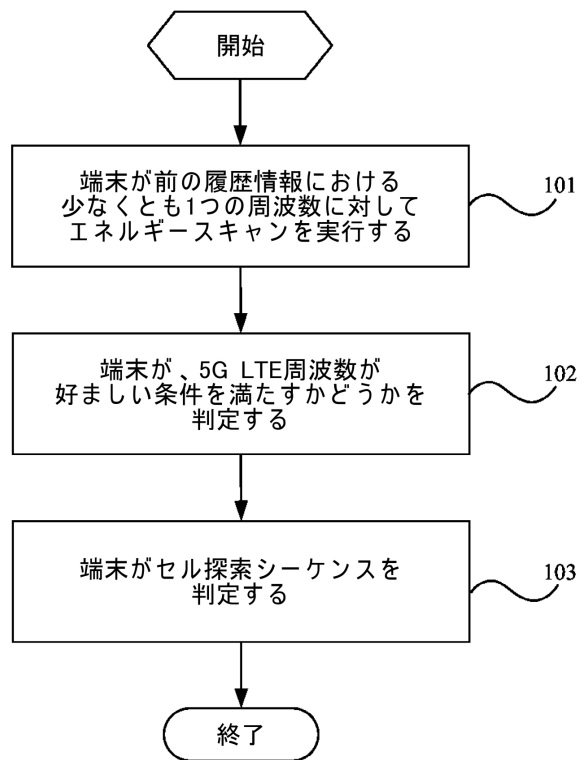 開始
端末が前の履歴情報における
少なくとも1つの周波数に対して
エネルギースキャンを実行する
101
端末が、5G LTE周波数が
好ましい条件を満たすかどうかを
判定する
102
端末がセル探索シーケンスを
判定する
103
終了